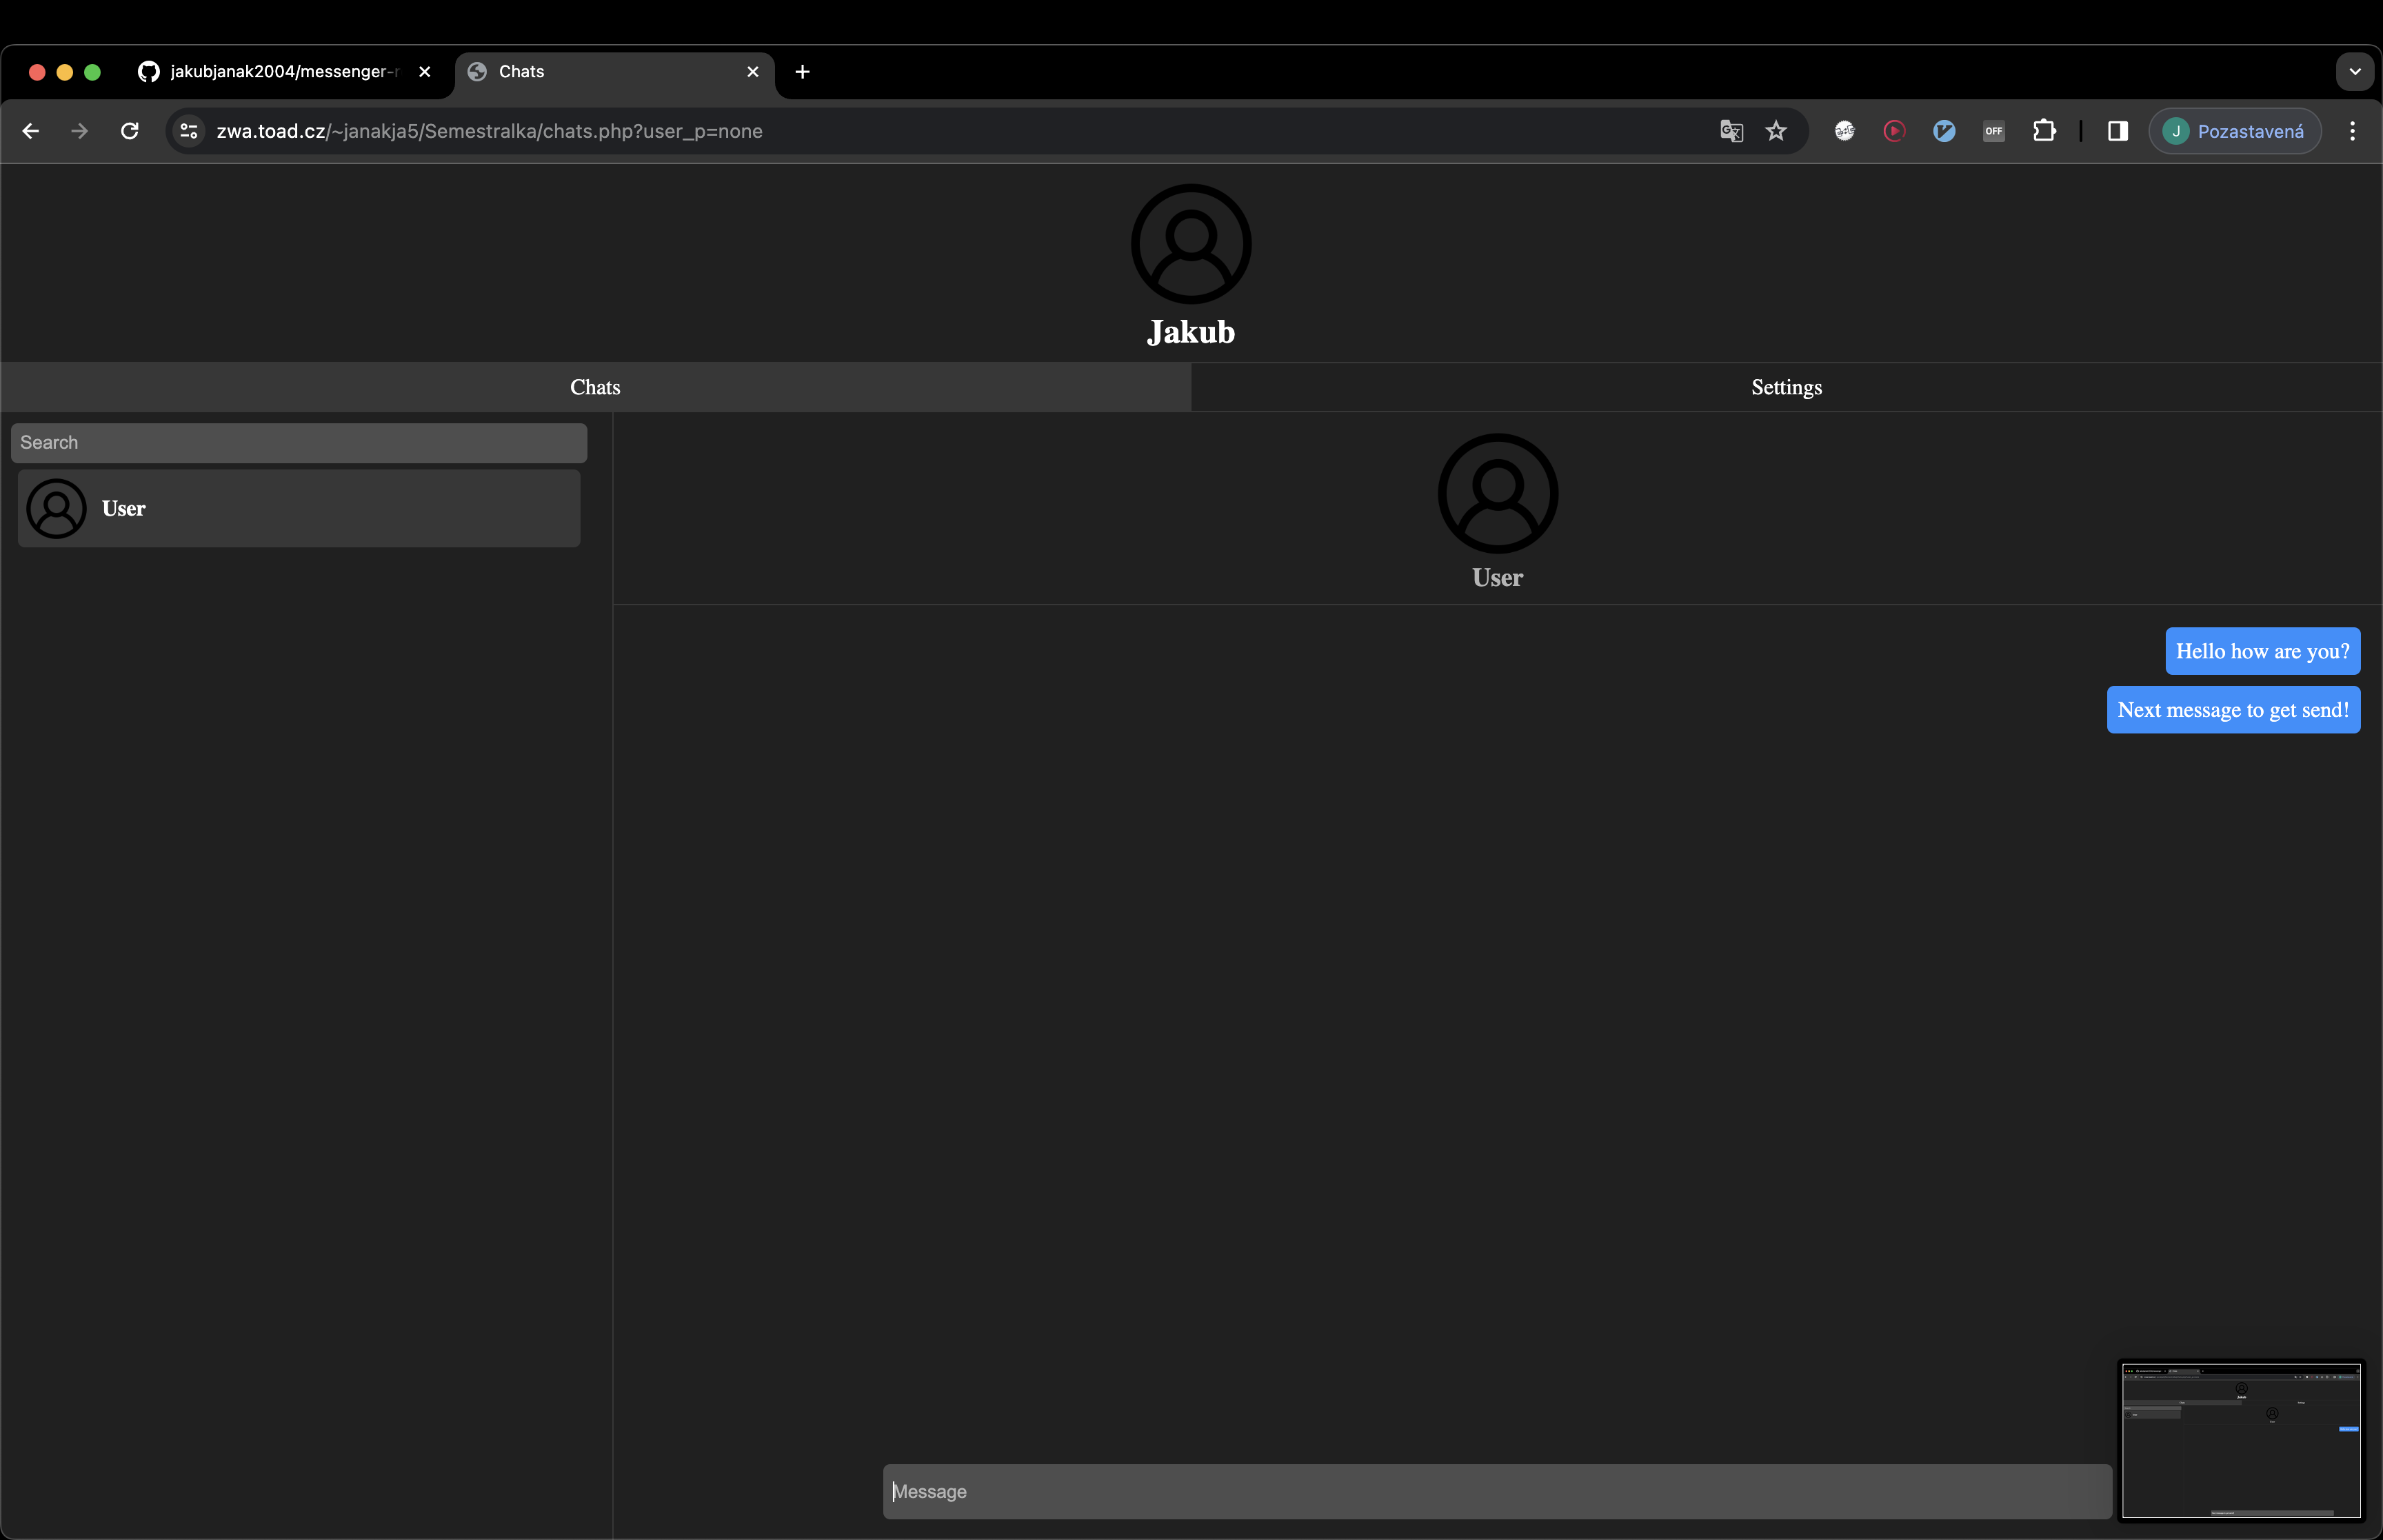 jakubjanak2004/messenger-r
Chats
zwa.toad.cz/~janakja5/Semestralka/chats.php?user_p=none
OFF
J
Pozastavená
Jakub
Chats
Settings
Search
User
User
Hello how are you?
Next message to get send!
Message